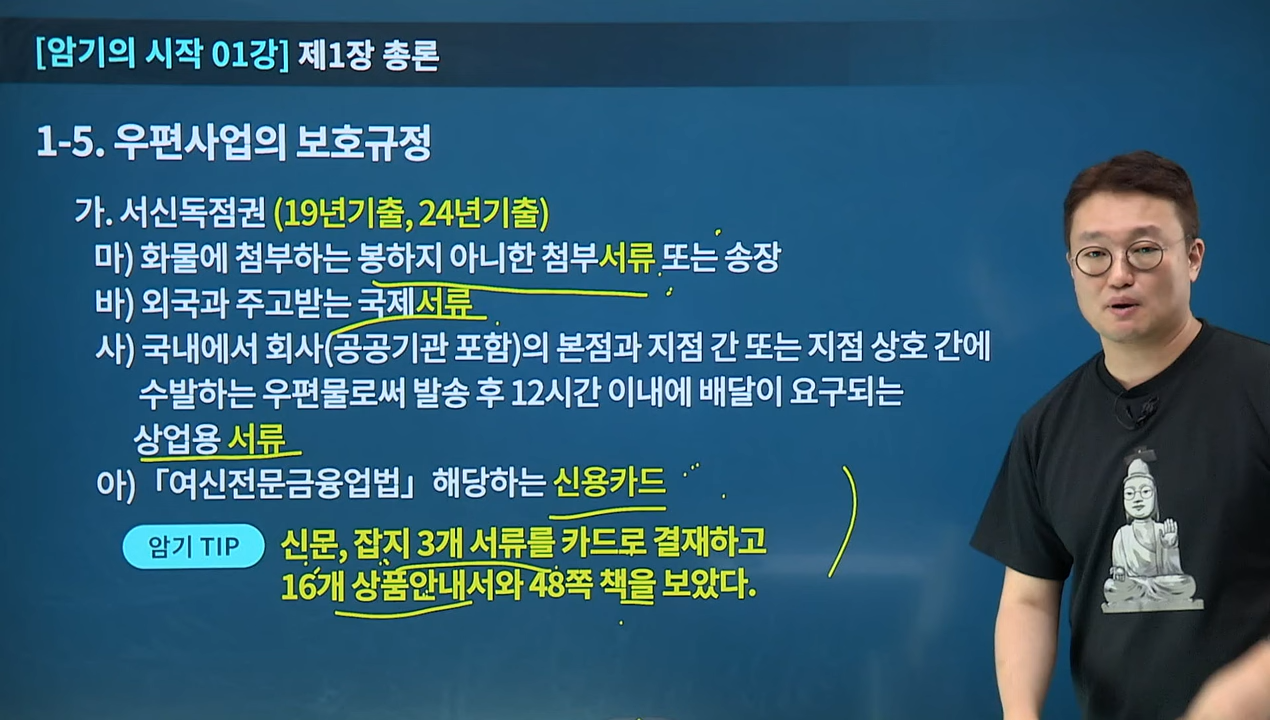 [암기의 시작 01강] 제1장 총론
1-5. 우편사업의 보호규정
가. 서신독점권 (19년기출, 24년기출)
마) 화물에 첨부하는 봉하지 아니한 첨부서류 또는 송장
바) 외국과 주고받는 국제서류
사) 국내에서 회사(공공기관 포함)의 본점과 지점 간 또는 지점 상호 간에
수발하는 우편물로써 발송 후 12시간 이내에 배달이 요구되는
상업용 서류
아) 「여신전문금융업법」 해당하는 신용카드
암기 TIP
신문, 잡지 3개 서류를 카드로 결재하고
16개 상품안내서와 48쪽 책을 보았다.